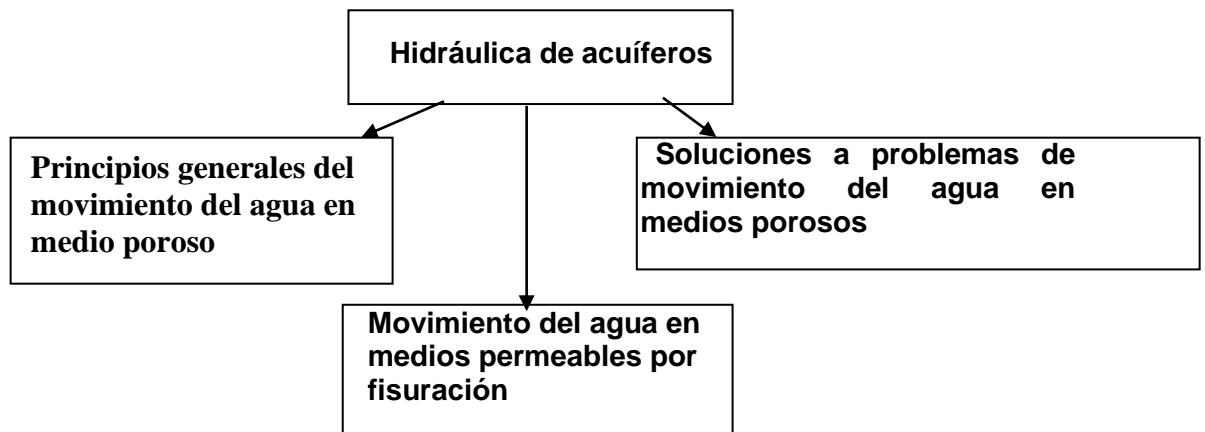 Hidráulica de acuíferos
Principios generales del
movimiento del agua en
medio poroso
Soluciones a problemas de
movimiento del agua en
medios porosos
Movimiento del agua en
medios permeables por
fisuración